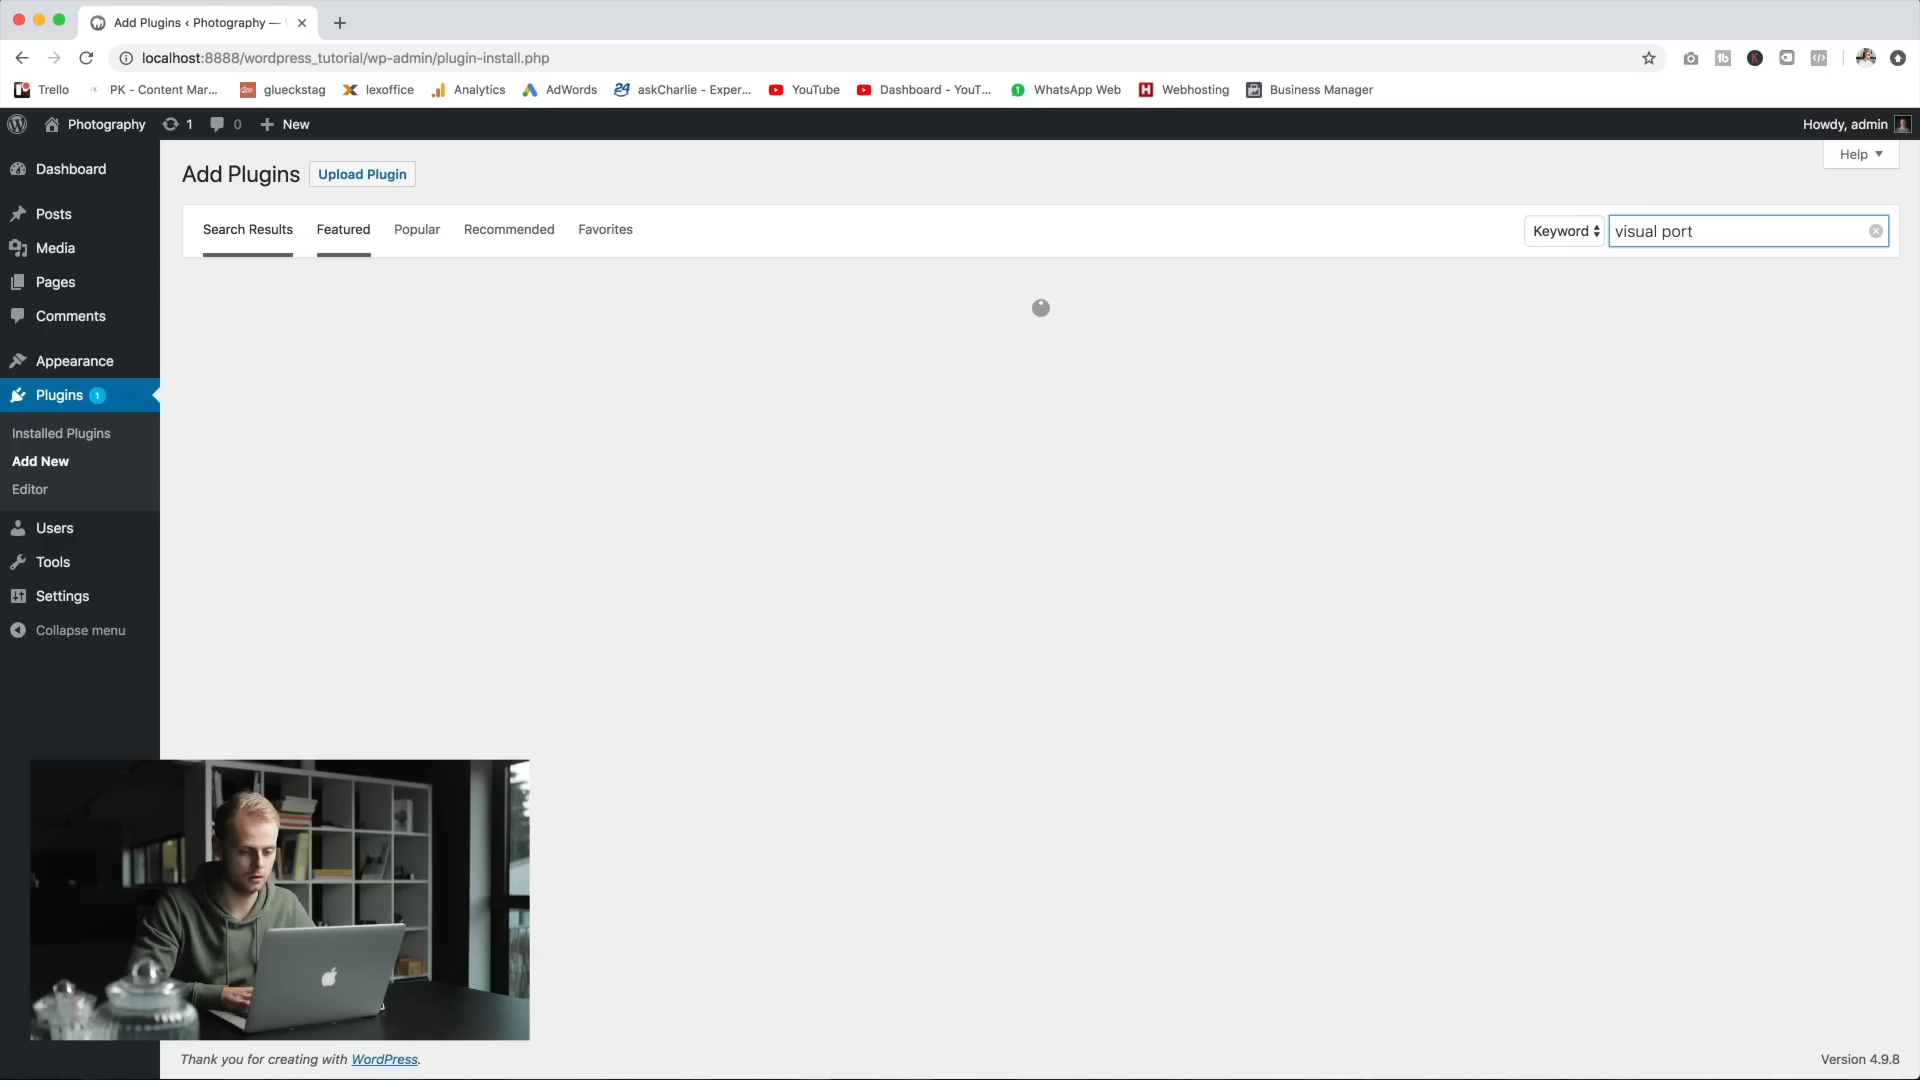 Add Plugins ‹ Photography —
localhost:8888/wordpress_tutorial/wp-admin/plugin-install.php
Trello PK - Content Mar... glueckstag lexoffice Analytics AdWords 24 askCharlie - Exper... YouTube Dashboard - YouT... 1 WhatsApp Web H Webhosting Business Manager
Photography 1 0 New Howdy, admin
Help
Dashboard
Posts
Media
Pages
Comments
Appearance
Plugins 1
Installed Plugins
Add New
Editor
Users
Tools
Settings
Collapse menu
Add Plugins Upload Plugin
Search Results Featured Popular Recommended Favorites Keyword visual port
Thank you for creating with WordPress. Version 4.9.8